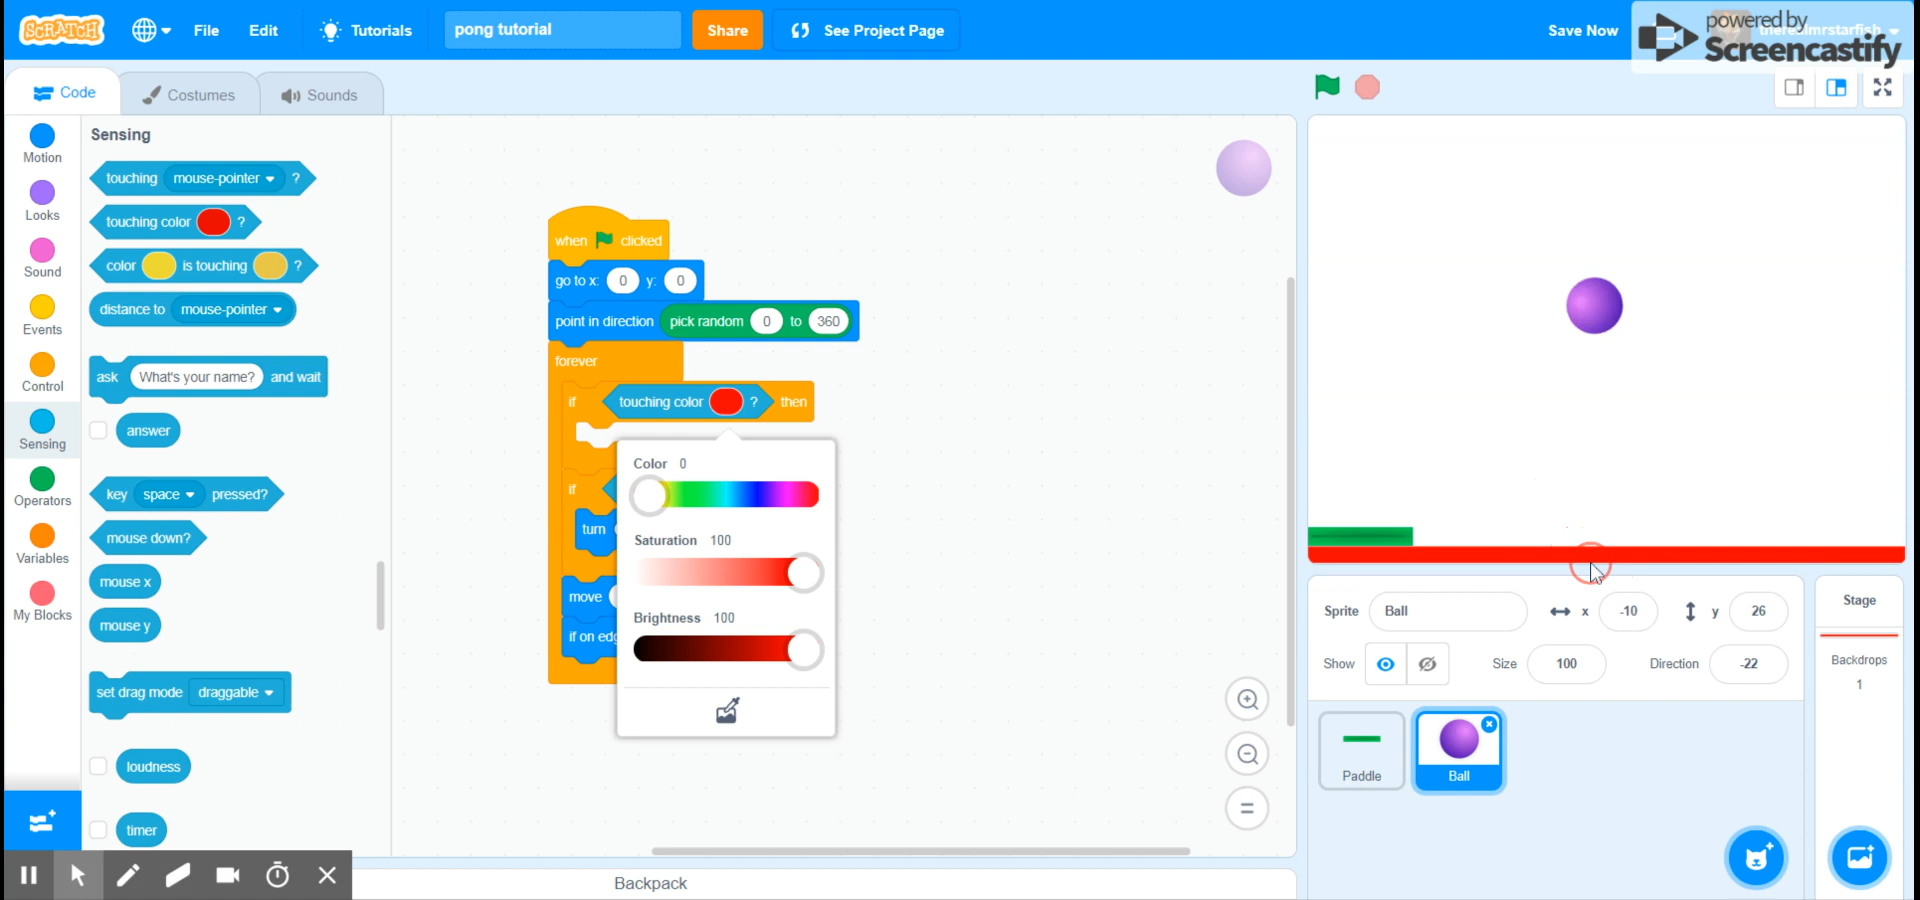 SCRATCH
File
Edit
Tutorials
pong tutorial
Share
See Project Page
Save Now
powered by
Screencastify
Code
Costumes
Sounds
Motion
Looks
Sound
Events
Control
Sensing
Operators
Variables
My Blocks
Sensing
touching mouse-pointer ?
touching color ?
color is touching ?
distance to mouse-pointer
ask What's your name? and wait
answer
key space pressed?
mouse down?
mouse x
mouse y
set drag mode draggable
loudness
timer
when clicked
go to x: 0 y: 0
point in direction pick random 0 to 360
forever
if touching color ? then
if
turn
move
if on edg
Color 0
Saturation 100
Brightness 100
Backpack
Sprite Ball x -10 y 26
Show Size 100 Direction -22
Paddle
Ball
Stage
Backdrops
1